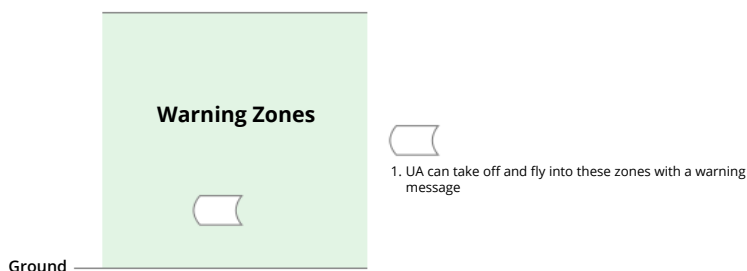 Warning Zones
1. UA can take off and fly into these zones with a warning
message
Ground